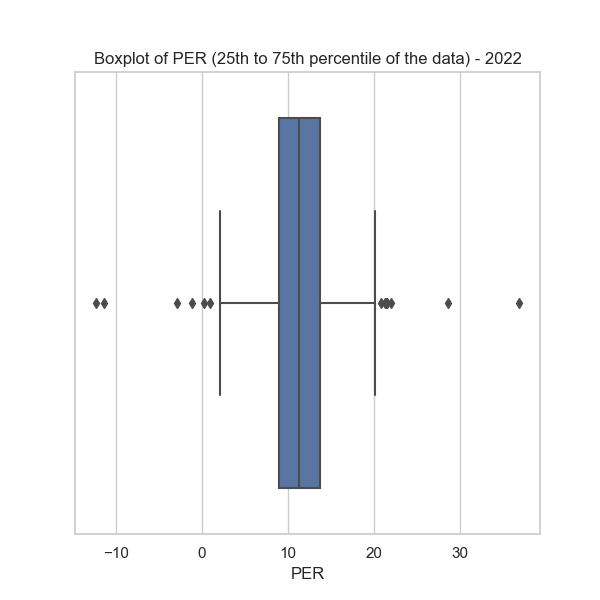 Boxplot of PER (25th to 75th percentile of the data) - 2022
−10 0 10 20 30
PER